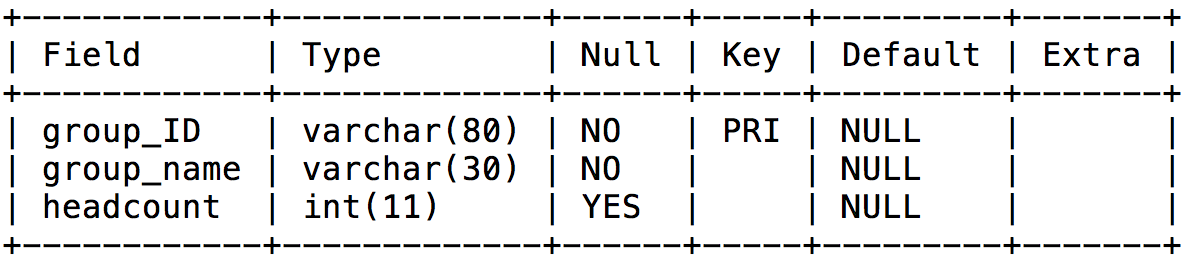 +------------+-------------+------+-----+---------+-------+
| Field      | Type        | Null | Key | Default | Extra |
+------------+-------------+------+-----+---------+-------+
| group_ID   | varchar(80) | NO   | PRI | NULL    |       |
| group_name | varchar(30) | NO   |     | NULL    |       |
| headcount  | int(11)     | YES  |     | NULL    |       |
+------------+-------------+------+-----+---------+-------+